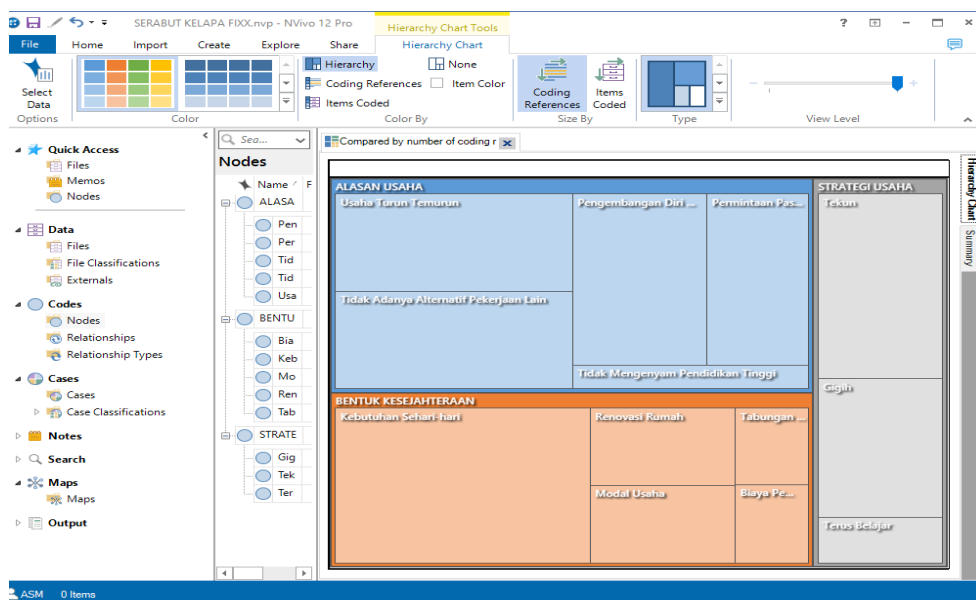 SERABUT KELAPA FIXX.nvp - NVivo 12 Pro
Hierarchy Chart Tools
?
File
Home
Import
Create
Explore
Share
Hierarchy Chart
Select Data
Options
Color
Hierarchy
None
Coding References
Item Color
Items Coded
Color By
Coding References
Items Coded
Size By
Type
View Level
Quick Access
Files
Memos
Nodes
Data
Files
File Classifications
Externals
Codes
Nodes
Relationships
Relationship Types
Cases
Cases
Case Classifications
Notes
Search
Maps
Maps
Output
Sea...
Nodes
Name
F
ALASA
Pen
Per
Tid
Tid
Usa
BENTU
Bia
Keb
Mo
Ren
Tab
STRATE
Gig
Tek
Ter
Compared by number of coding r
ALASAN USAHA
Usaha Turun Temurun
Pengembangan Diri ...
Permintaan Pas...
Tidak Adanya Alternatif Pekerjaan Lain
Tidak Mengenyam Pendidikan Tinggi
BENTUK KESEJAHTERAAN
Kebutuhan Sehari-hari
Renovasi Rumah
Tabungan ...
Modal Usaha
Biaya Pe...
STRATEGI USAHA
Tekun
Gigih
Terus Belajar
Hierarchy Chart
Summary
ASM
0 Items